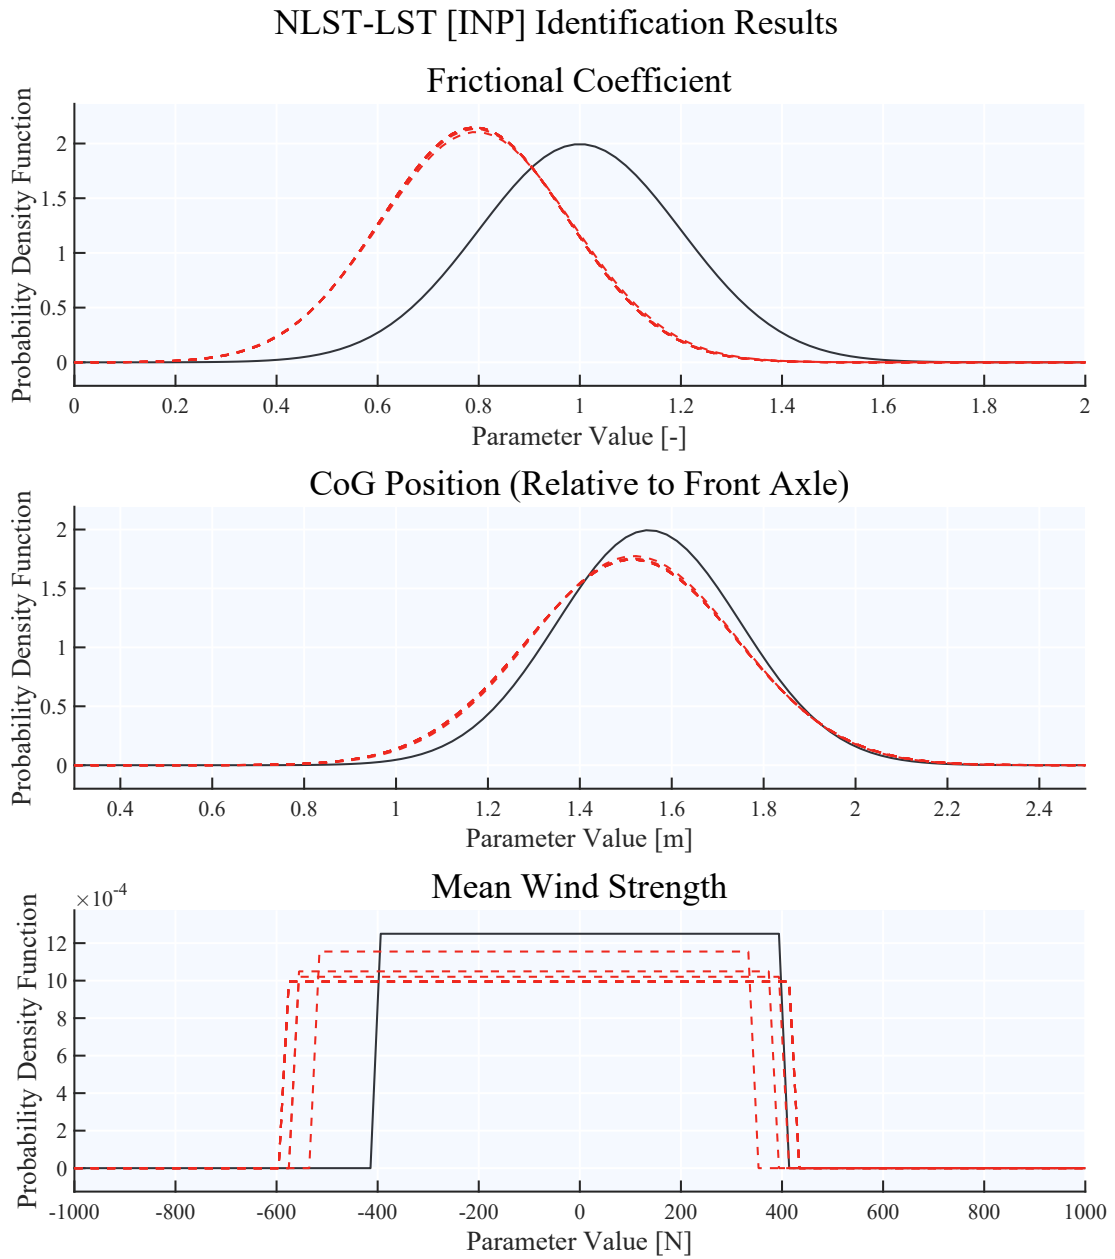 NLST-LST [INP] Identification Results
Frictional Coefficient
Probability Density Function
2
1.5
1
0.5
0
0 0.2 0.4 0.6 0.8 1 1.2 1.4 1.6 1.8 2
Parameter Value [-]
CoG Position (Relative to Front Axle)
Probability Density Function
2
1.5
1
0.5
0
0.4 0.6 0.8 1 1.2 1.4 1.6 1.8 2 2.2 2.4
Parameter Value [m]
Mean Wind Strength
×10^-4
Probability Density Function
12
10
8
6
4
2
0
-1000 -800 -600 -400 -200 0 200 400 600 800 1000
Parameter Value [N]